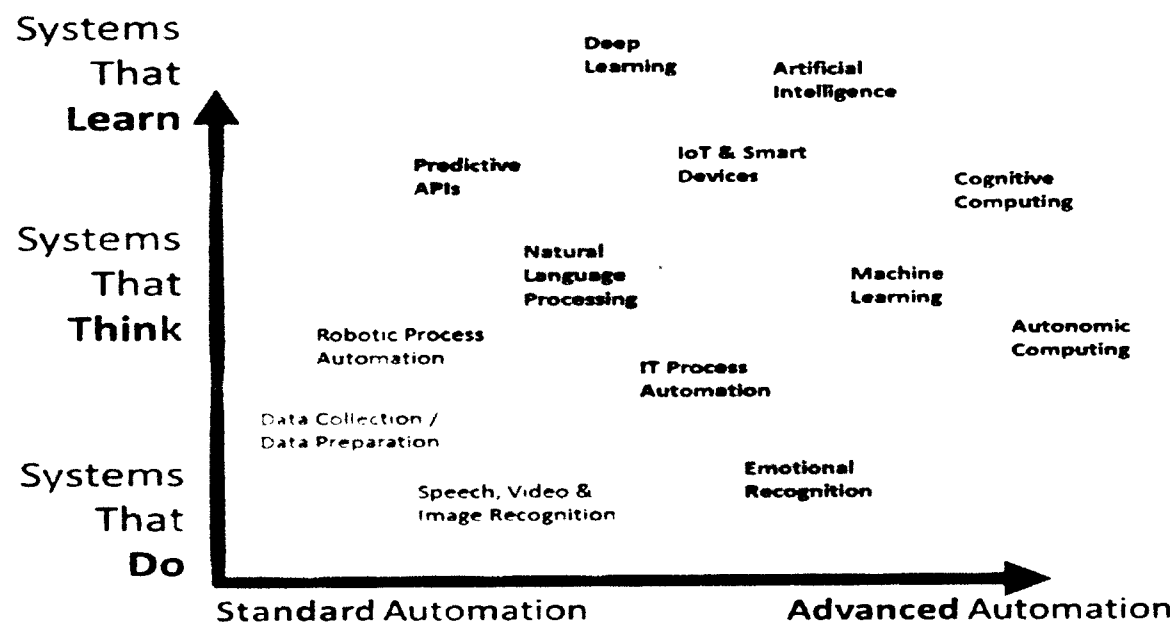 Systems
That
Learn
Deep
Learning
Artificial
Intelligence
Predictive
APIs
IoT & Smart
Devices
Cognitive
Computing
Systems
That
Think
Natural
Language
Processing
Machine
Learning
Robotic Process
Automation
IT Process
Automation
Autonomic
Computing
Data Collection /
Data Preparation
Systems
That
Do
Speech, Video &
Image Recognition
Emotional
Recognition
Standard Automation
Advanced Automation